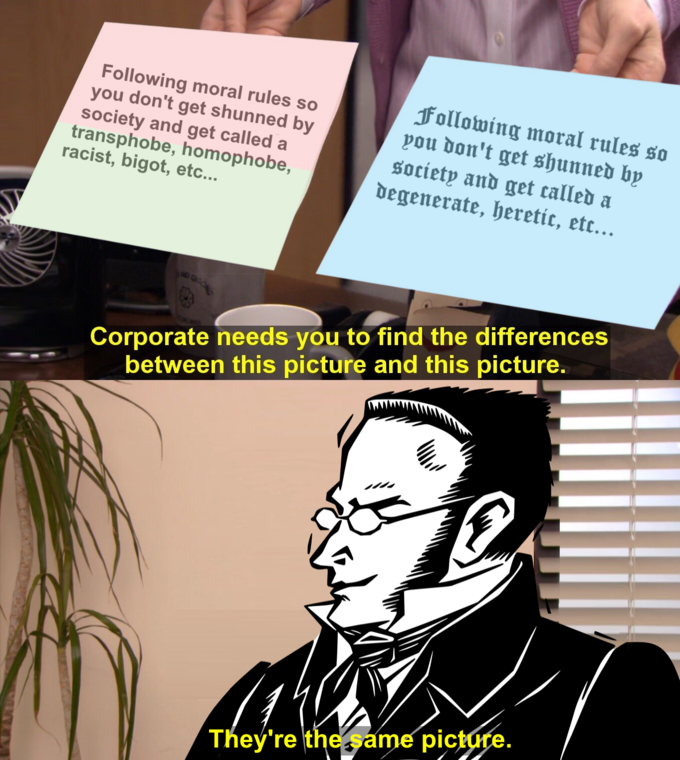 Following moral rules so
you don't get shunned by
society and get called a
transphobe, homophobe,
racist, bigot, etc...
Following moral rules so
you don't get shunned by
society and get called a
degenerate, heretic, etc...
Corporate needs you to find the differences
between this picture and this picture.
They're the same picture.